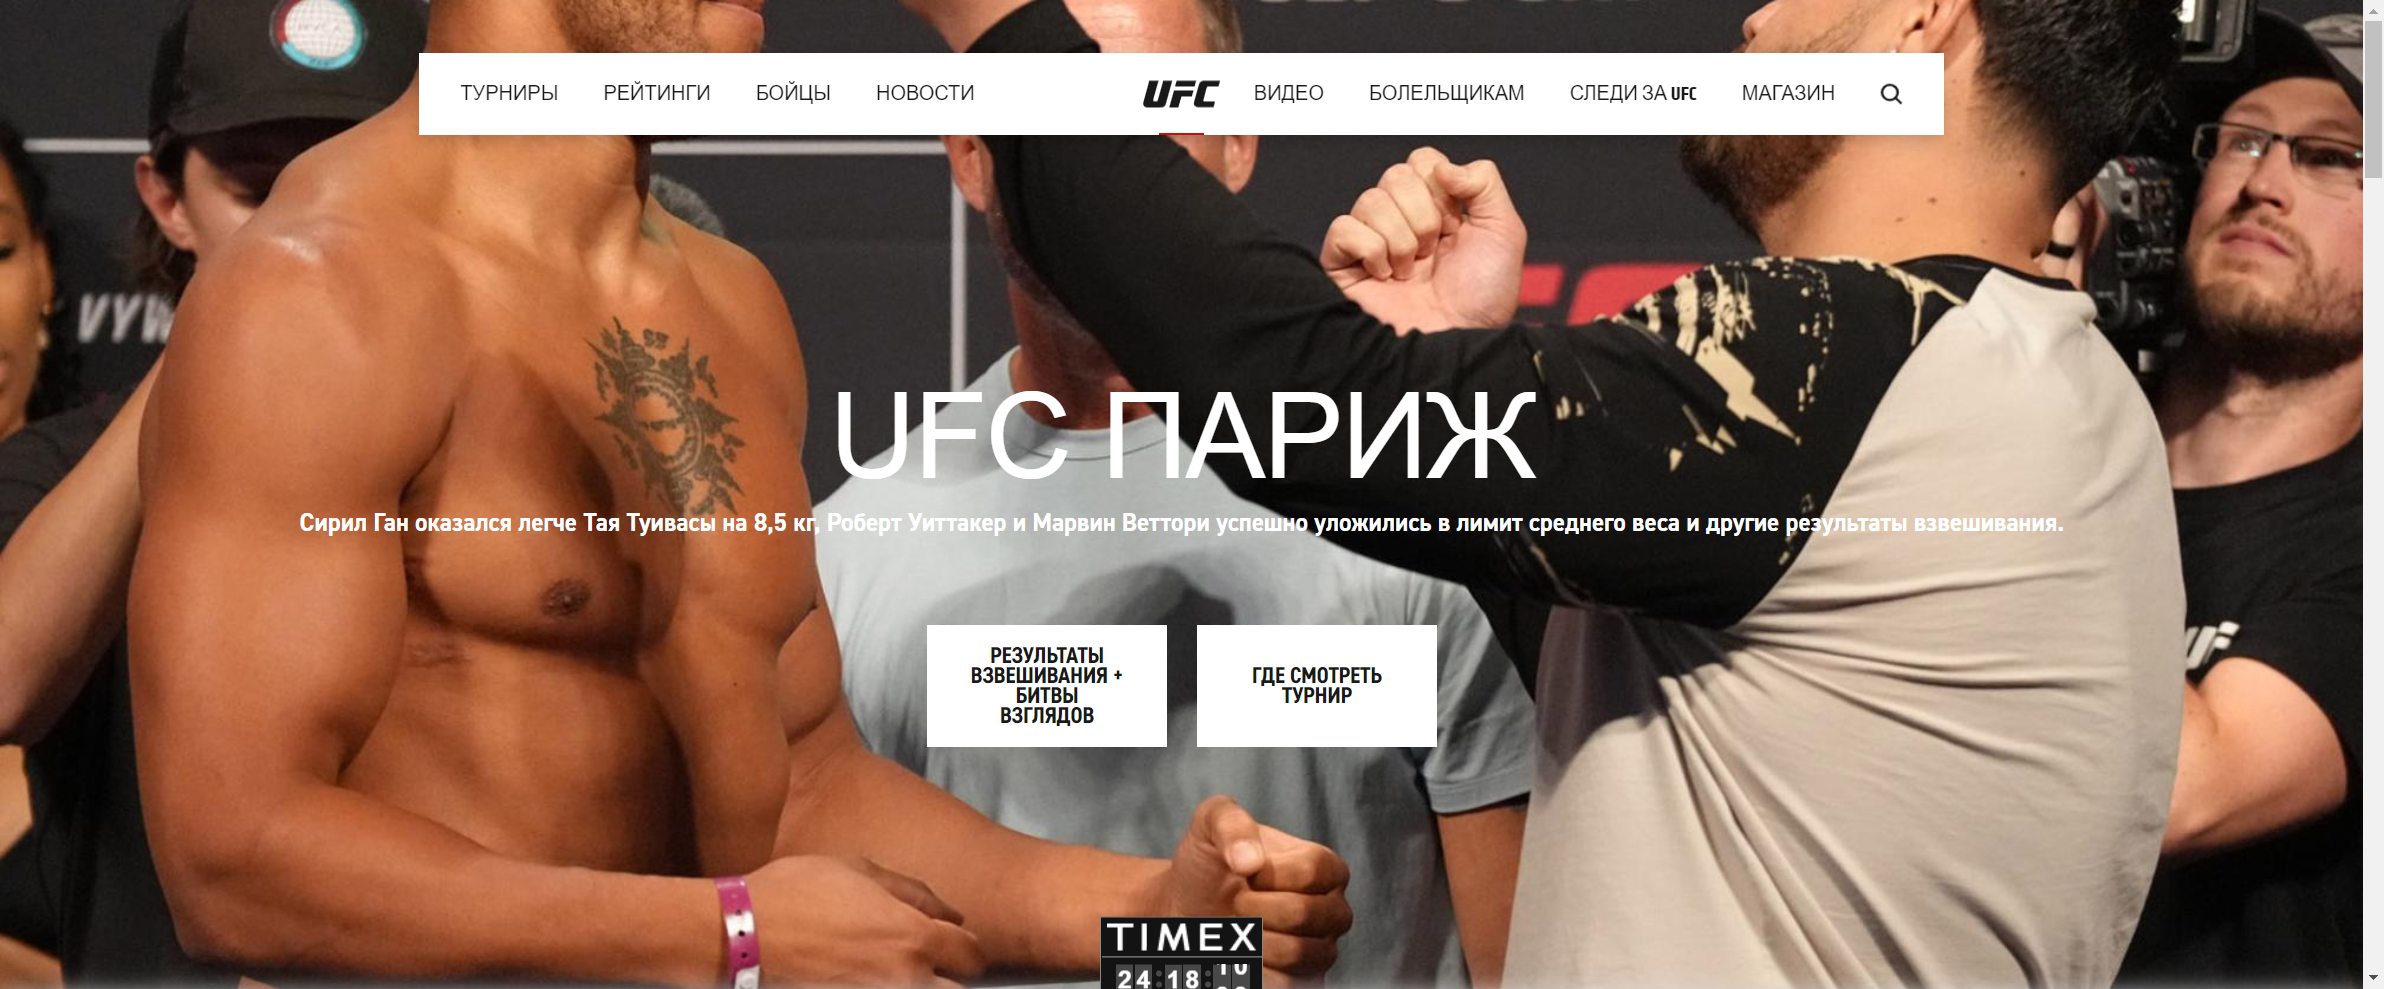 ТУРНИРЫ РЕЙТИНГИ БОЙЦЫ НОВОСТИ UFC ВИДЕО БОЛЕЛЬЩИКАМ СЛЕДИ ЗА UFC МАГАЗИН
UFC ПАРИЖ
Сирил Ган оказался легче Тая Туивасы на 8,5 кг, Роберт Уиттакер и Марвин Веттори успешно уложились в лимит среднего веса и другие результаты взвешивания.
РЕЗУЛЬТАТЫ
ВЗВЕШИВАНИЯ +
БИТВЫ
ВЗГЛЯДОВ
ГДЕ СМОТРЕТЬ
ТУРНИР
TIMEX
24:18: